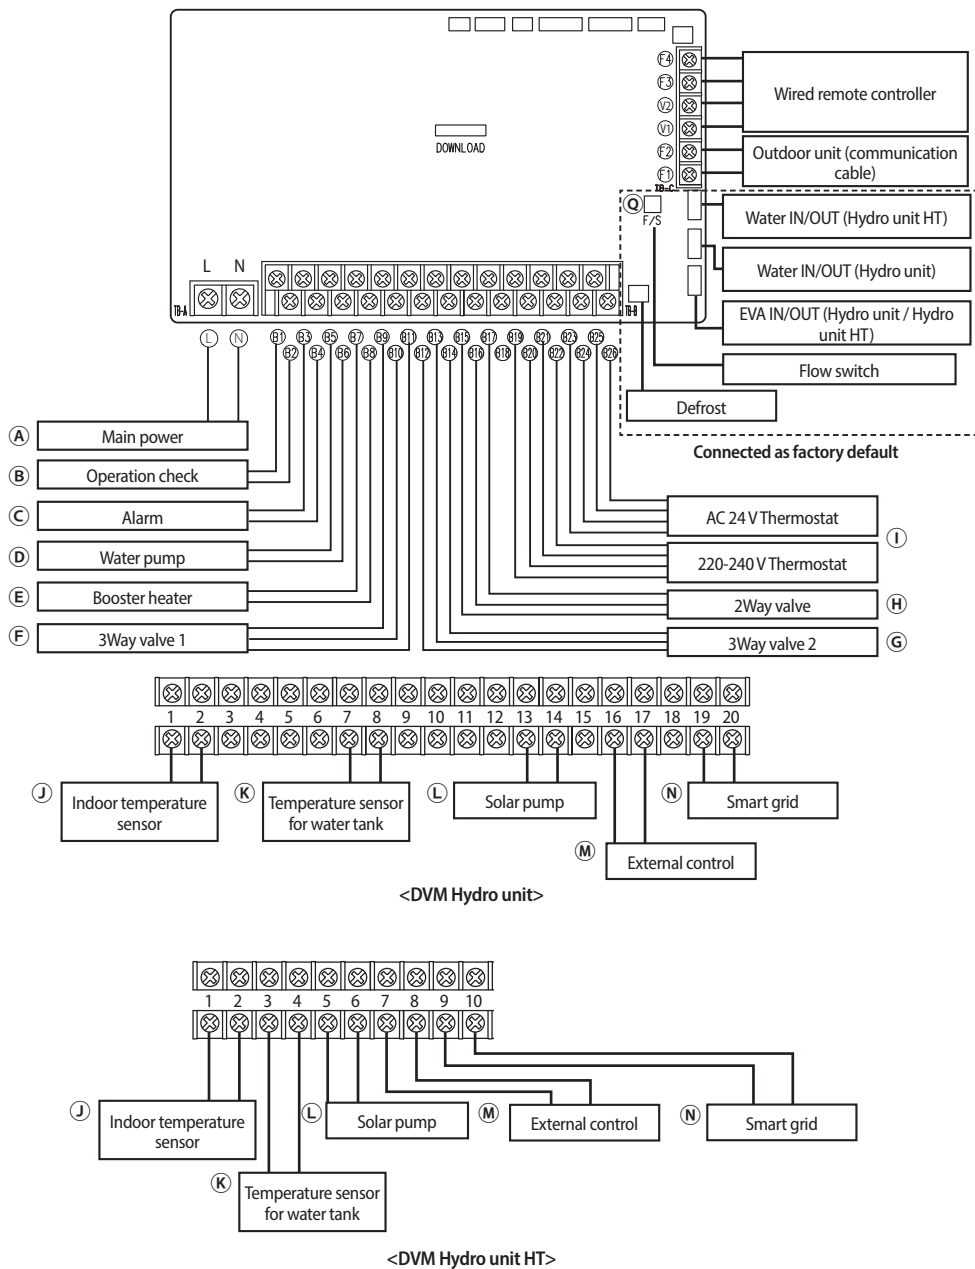 DOWNLOAD
F4
F3
V2
V1
F2
F1
TB-C
Wired remote controller
Outdoor unit (communication
cable)
Q
F/S
Water IN/OUT (Hydro unit HT)
Water IN/OUT (Hydro unit)
EVA IN/OUT (Hydro unit / Hydro
unit HT)
Flow switch
Defrost
Connected as factory default
L N
TB-A
TB-B
L N
B1 B3 B5 B7 B9 B11 B13 B15 B17 B19 B21 B23 B25
B2 B4 B6 B8 B10 B12 B14 B16 B18 B20 B22 B24 B26
A Main power
B Operation check
C Alarm
D Water pump
E Booster heater
F 3Way valve 1
AC 24 V Thermostat
I
220-240 V Thermostat
2Way valve H
3Way valve 2 G
1 2 3 4 5 6 7 8 9 10 11 12 13 14 15 16 17 18 19 20
J Indoor temperature
sensor
K Temperature sensor
for water tank
L Solar pump
N Smart grid
M External control
<DVM Hydro unit>
1 2 3 4 5 6 7 8 9 10
J Indoor temperature
sensor
L Solar pump
M External control
N Smart grid
K Temperature sensor
for water tank
<DVM Hydro unit HT>